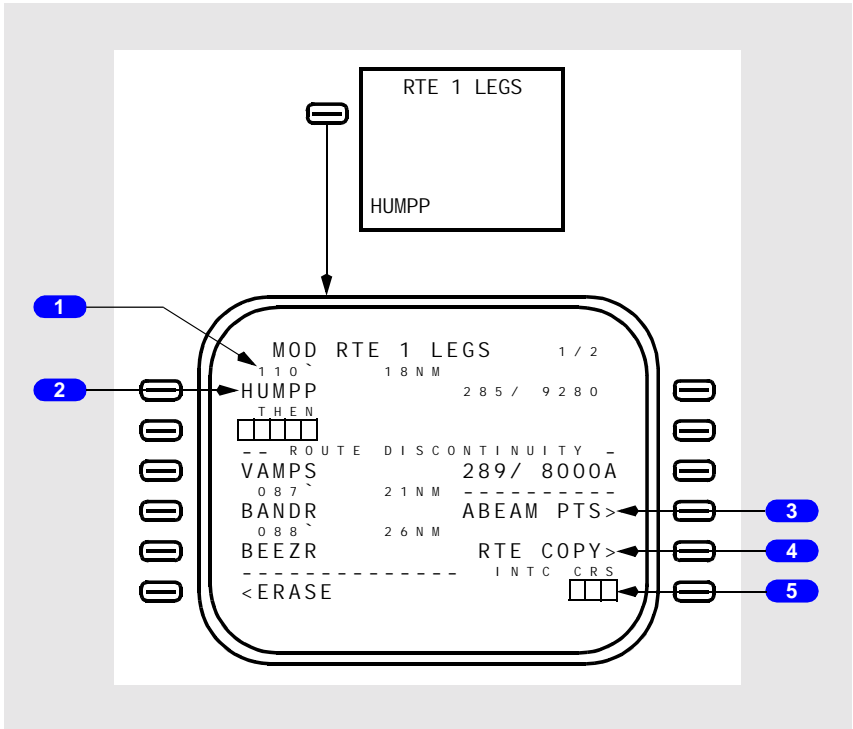 RTE 1 LEGS
HUMPP
1
MOD RTE 1 LEGS 1/2
110` 18NM
2 HUMPP 285/ 9280
THEN
-- ROUTE DISCONTINUITY -
VAMPS 289/ 8000A
087` 21NM ----------
BANDR ABEAM PTS> 3
088` 26NM
BEEZR RTE COPY> 4
-------------- INTC CRS
<ERASE 5